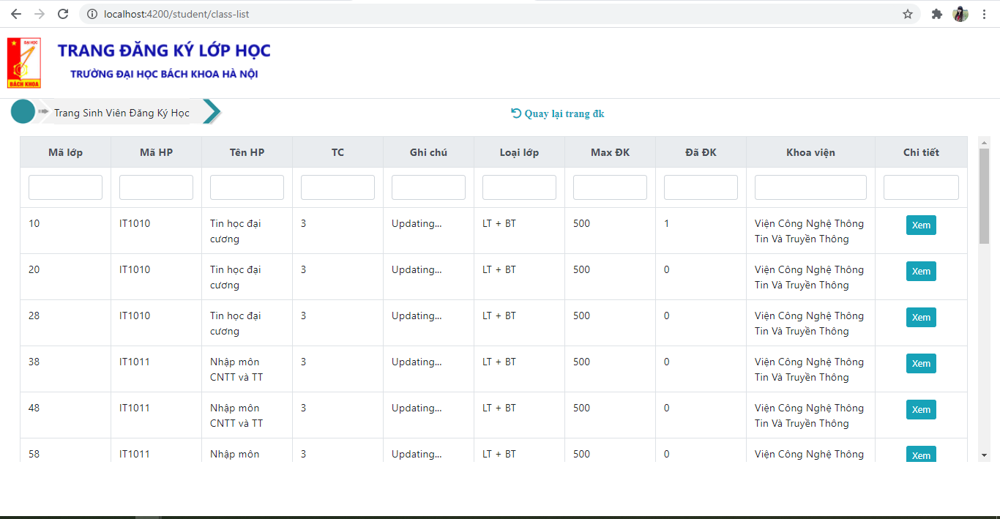 localhost:4200/student/class-list
ĐẠI HỌC
BÁCH KHOA
TRANG ĐĂNG KÝ LỚP HỌC
TRƯỜNG ĐẠI HỌC BÁCH KHOA HÀ NỘI
Trang Sinh Viên Đăng Ký Học
Quay lại trang đk
Mã lớp Mã HP Tên HP TC Ghi chú Loại lớp Max ĐK Đã ĐK Khoa viện Chi tiết
10 IT1010 Tin học đại 3 Updating... LT + BT 500 1 Viện Công Nghệ Thông Xem
cương Tin Và Truyền Thông
20 IT1010 Tin học đại 3 Updating... LT + BT 500 0 Viện Công Nghệ Thông Xem
cương Tin Và Truyền Thông
28 IT1010 Tin học đại 3 Updating... LT + BT 500 0 Viện Công Nghệ Thông Xem
cương Tin Và Truyền Thông
38 IT1011 Nhập môn 3 Updating... LT + BT 500 0 Viện Công Nghệ Thông Xem
CNTT và TT Tin Và Truyền Thông
48 IT1011 Nhập môn 3 Updating... LT + BT 500 0 Viện Công Nghệ Thông Xem
CNTT và TT Tin Và Truyền Thông
58 IT1011 Nhập môn 3 Updating... LT + BT 500 0 Viện Công Nghệ Thông Xem